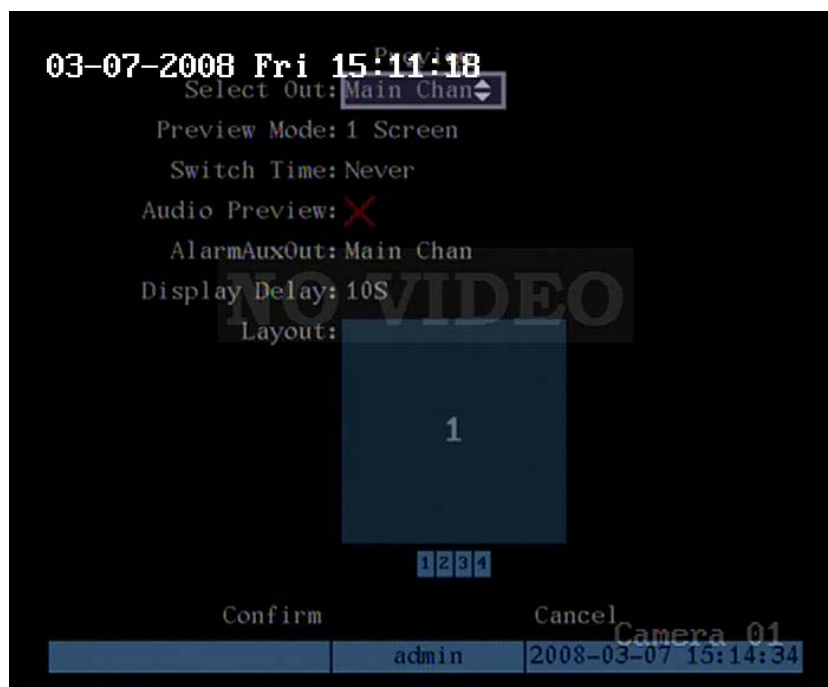 Preview
03-07-2008 Fri 15:11:18
Select Out: Main Chan
Preview Mode: 1 Screen
Switch Time: Never
Audio Preview:
AlarmAuxOut: Main Chan
NO VIDEO
Display Delay: 10S
Layout:
1
1 2 3 4
Confirm Cancel
Camera 01
admin 2008-03-07 15:14:34